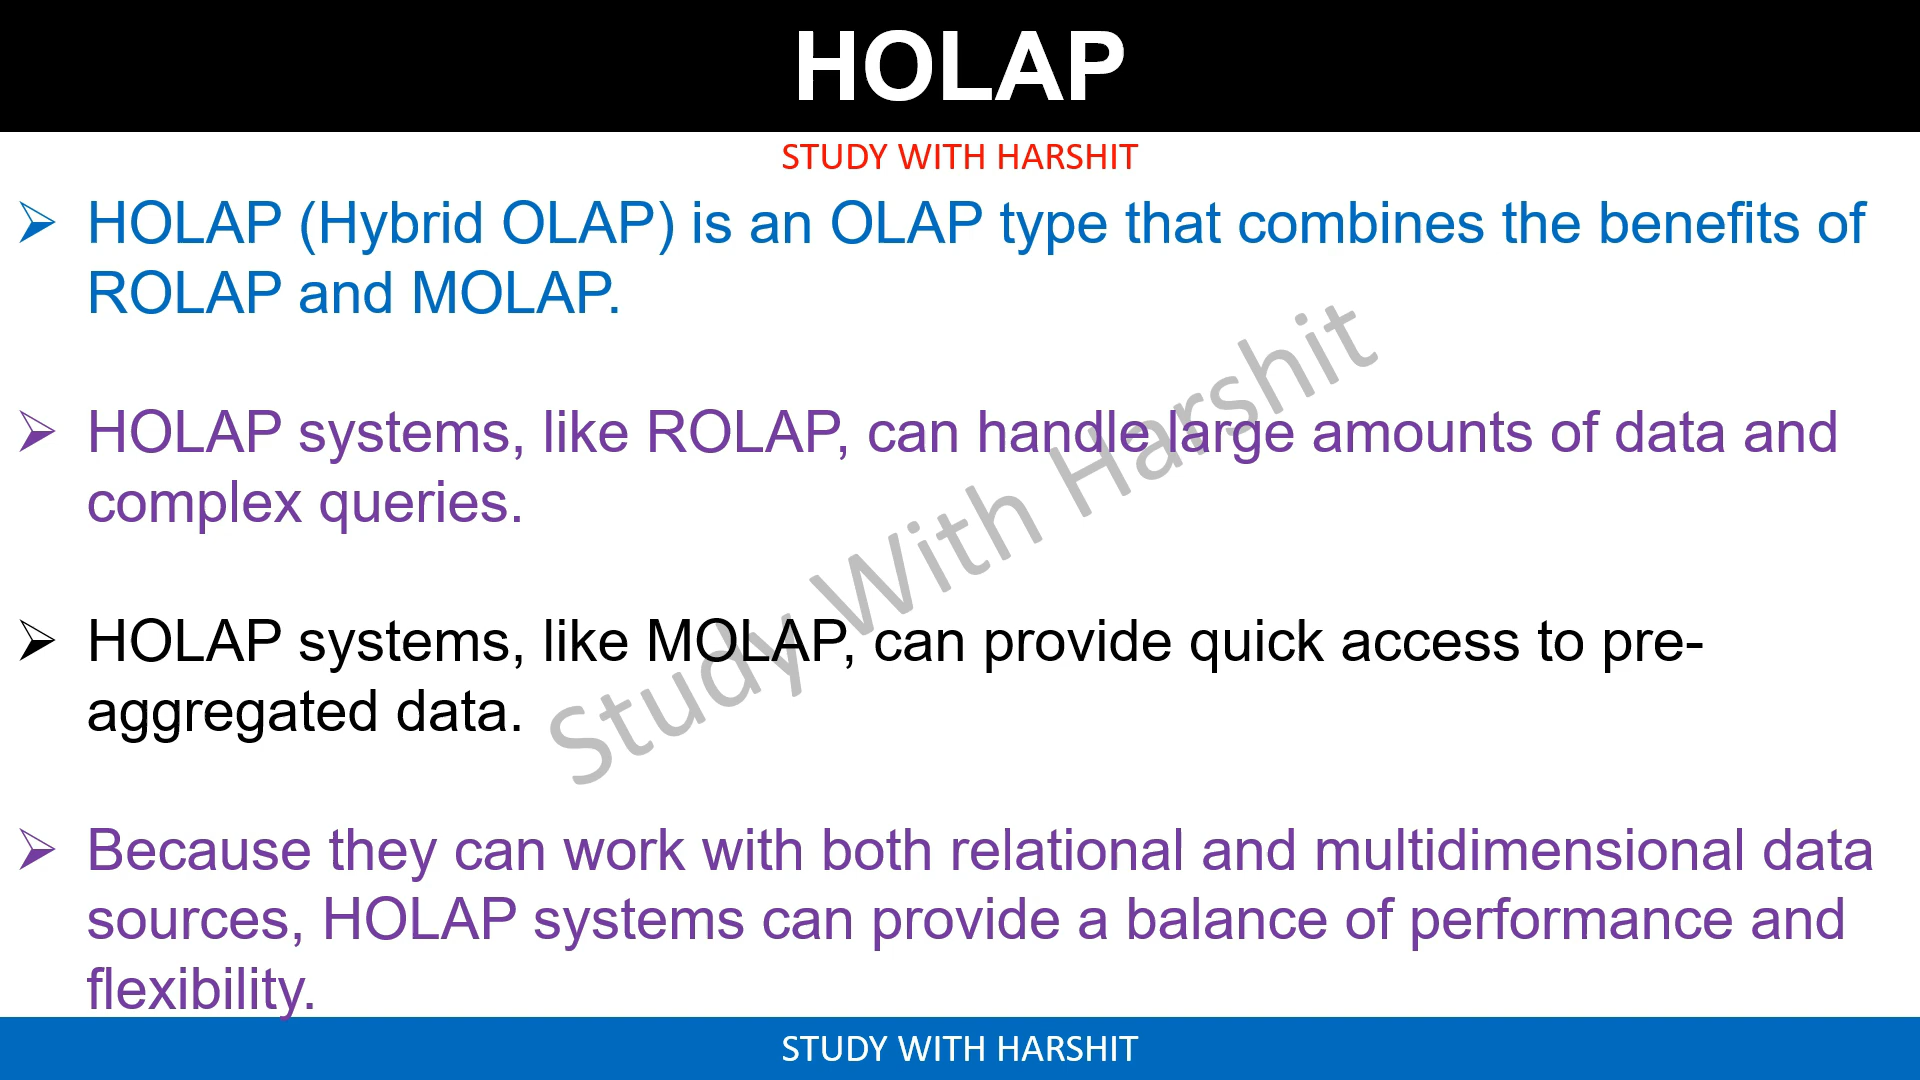 HOLAP
STUDY WITH HARSHIT
➢ HOLAP (Hybrid OLAP) is an OLAP type that combines the benefits of
ROLAP and MOLAP.
➢ HOLAP systems, like ROLAP, can handle large amounts of data and
complex queries.
➢ HOLAP systems, like MOLAP, can provide quick access to pre-
aggregated data.
➢ Because they can work with both relational and multidimensional data
sources, HOLAP systems can provide a balance of performance and
flexibility.
Study With Harshit
STUDY WITH HARSHIT